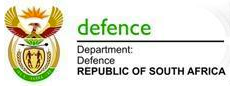 defence
Department:
Defence
REPUBLIC OF SOUTH AFRICA